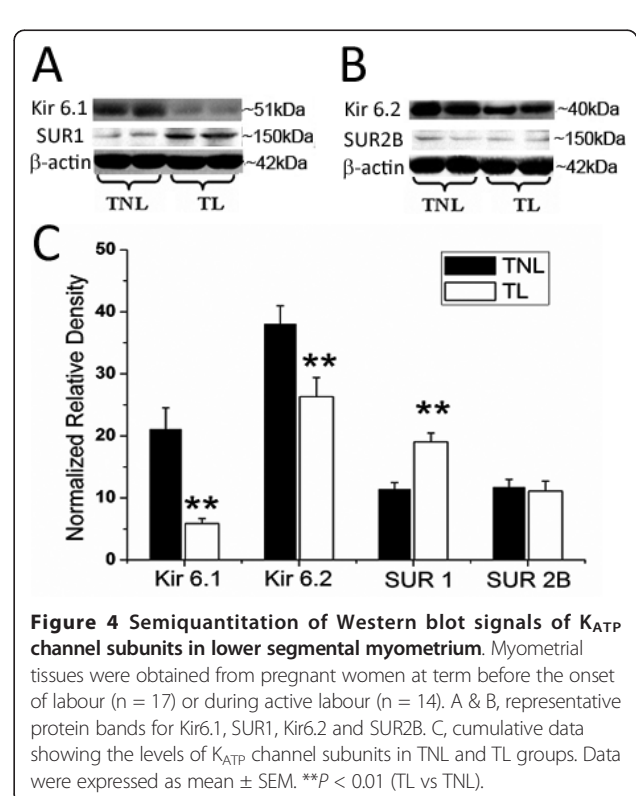 A
B
Kir 6.1 ~51kDa
SUR1 ~150kDa
β-actin ~42kDa
TNL TL
Kir 6.2 ~40kDa
SUR2B ~150kDa
β-actin ~42kDa
TNL TL
C
Normalized Relative Density
50
40
30
20
10
0
TNL
TL
**
**
**
Kir 6.1 Kir 6.2 SUR 1 SUR 2B
Figure 4 Semiquantitation of Western blot signals of KATP
channel subunits in lower segmental myometrium. Myometrial
tissues were obtained from pregnant women at term before the onset
of labour (n = 17) or during active labour (n = 14). A & B, representative
protein bands for Kir6.1, SUR1, Kir6.2 and SUR2B. C, cumulative data
showing the levels of KATP channel subunits in TNL and TL groups. Data
were expressed as mean ± SEM. **P < 0.01 (TL vs TNL).